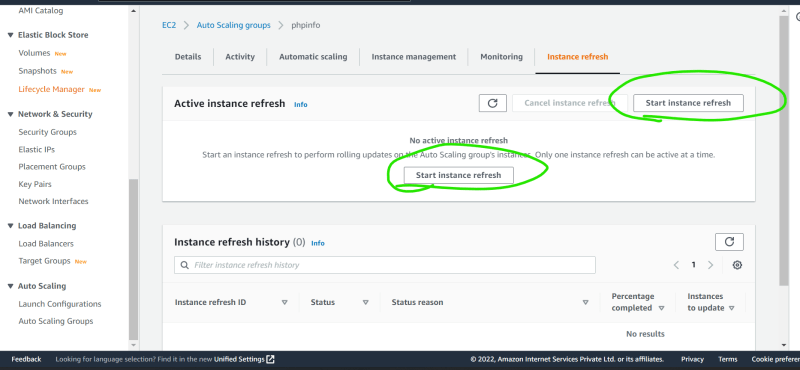 AMI Catalog
EC2 > Auto Scaling groups > phpinfo
Elastic Block Store
Volumes New
Snapshots New
Lifecycle Manager New
Network & Security
Security Groups
Elastic IPs
Placement Groups
Key Pairs
Network Interfaces
Load Balancing
Load Balancers
Target Groups New
Auto Scaling
Launch Configurations
Auto Scaling Groups
Details Activity Automatic scaling Instance management Monitoring Instance refresh
Active instance refresh Info Cancel instance refresh Start instance refresh
No active instance refresh
Start an instance refresh to perform rolling updates on the Auto Scaling group's instances. Only one instance refresh can be active at a time.
Start instance refresh
Instance refresh history (0) Info
Filter instance refresh history < 1 >
Instance refresh ID Status Status reason Percentage completed Instances to update
No results
Feedback Looking for language selection? Find it in the new Unified Settings © 2022, Amazon Internet Services Private Ltd. or its affiliates. Privacy Terms Cookie preferen